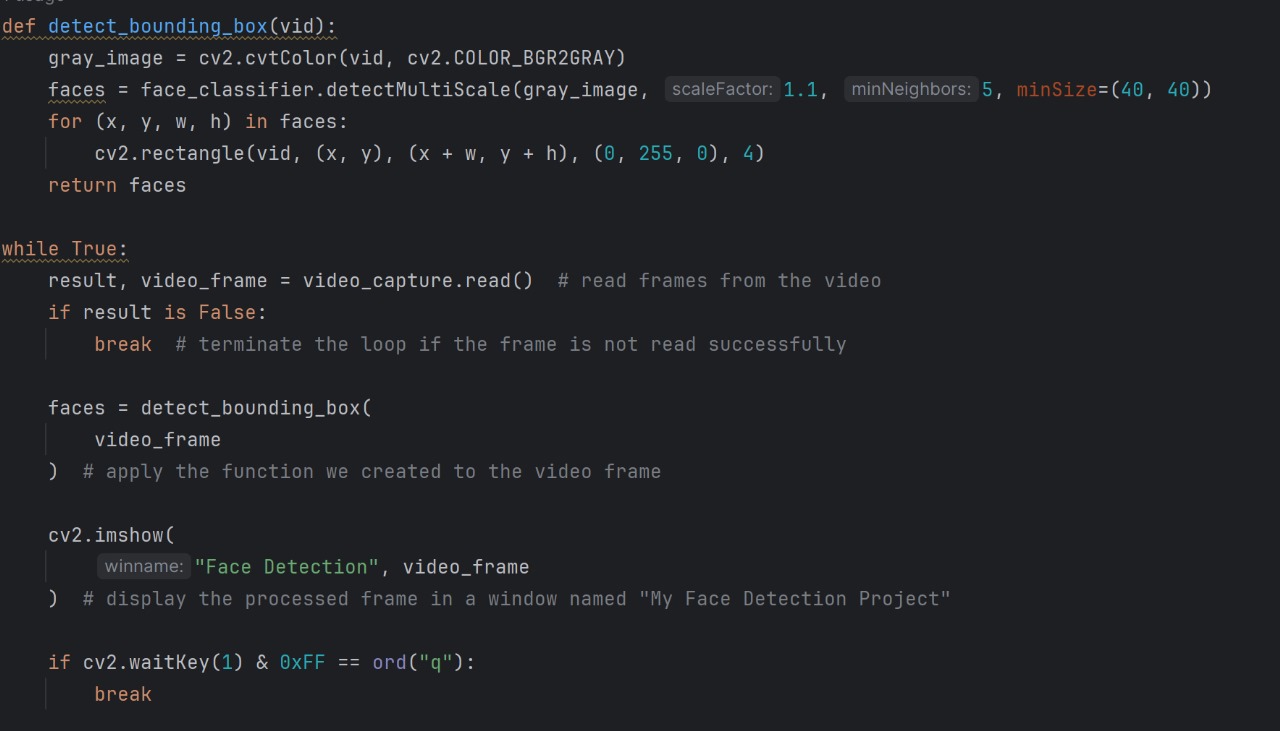 def detect_bounding_box(vid):
    gray_image = cv2.cvtColor(vid, cv2.COLOR_BGR2GRAY)
    faces = face_classifier.detectMultiScale(gray_image, scaleFactor: 1.1, minNeighbors: 5, minSize=(40, 40))
    for (x, y, w, h) in faces:
        cv2.rectangle(vid, (x, y), (x + w, y + h), (0, 255, 0), 4)
    return faces

while True:
    result, video_frame = video_capture.read()  # read frames from the video
    if result is False:
        break  # terminate the loop if the frame is not read successfully

    faces = detect_bounding_box(
        video_frame
    )  # apply the function we created to the video frame

    cv2.imshow(
        winname: "Face Detection", video_frame
    )  # display the processed frame in a window named "My Face Detection Project"

    if cv2.waitKey(1) & 0xFF == ord("q"):
        break